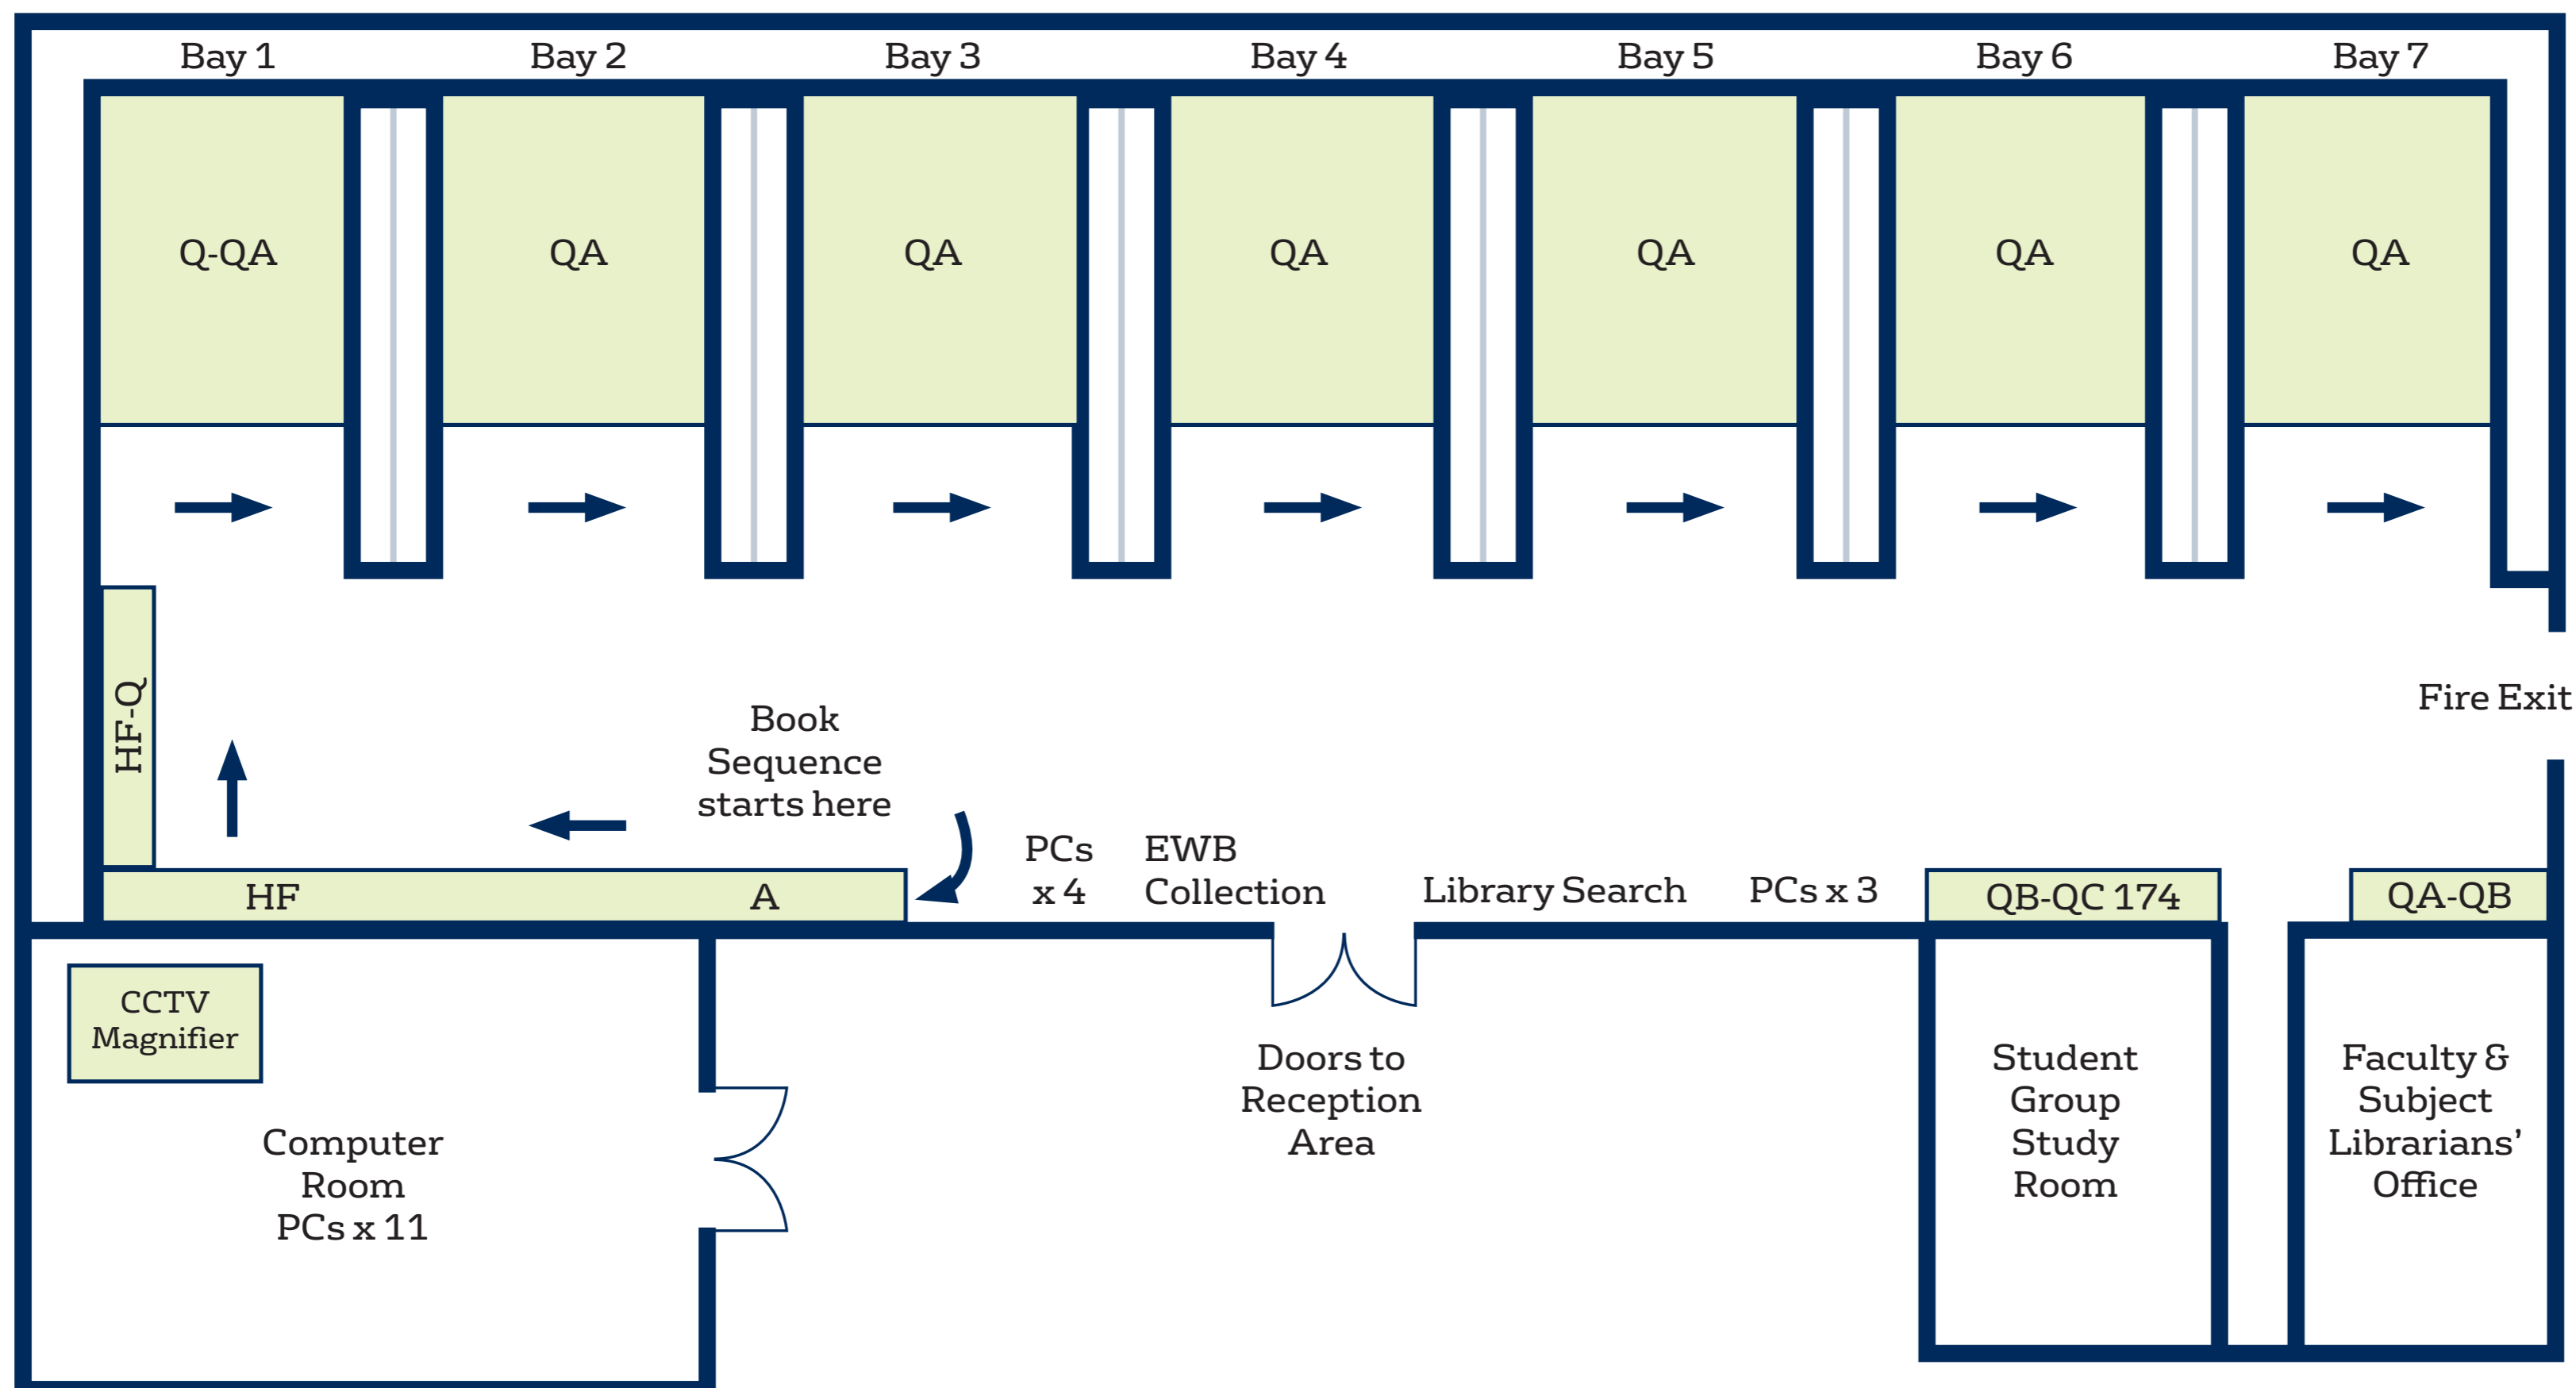 Bay 1
Bay 2
Bay 3
Bay 4
Bay 5
Bay 6
Bay 7
Q-QA
QA
QA
QA
QA
QA
QA
HF-Q
Fire Exit
Book
Sequence
starts here
PCs
x 4
EWB
Collection
Library Search
PCs x 3
HF
A
QB-QC 174
QA-QB
CCTV
Magnifier
Computer
Room
PCs x 11
Doors to
Reception
Area
Student
Group
Study
Room
Faculty &
Subject
Librarians’
Office